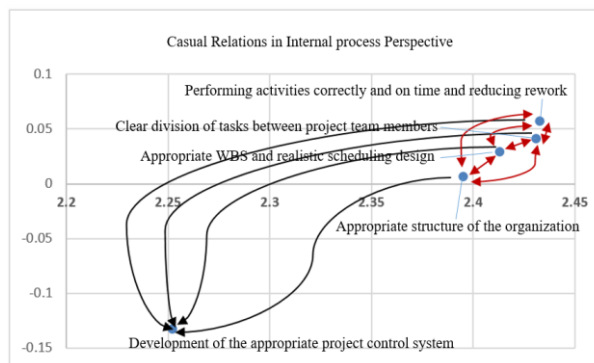 Casual Relations in Internal process Perspective
0.1
Performing activities correctly and on time and reducing rework
0.05
Clear division of tasks between project team members
Appropriate WBS and realistic scheduling design
0
2.2 2.25 2.3 2.35 2.4 2.45
Appropriate structure of the organization
-0.05
-0.1
Development of the appropriate project control system
-0.15